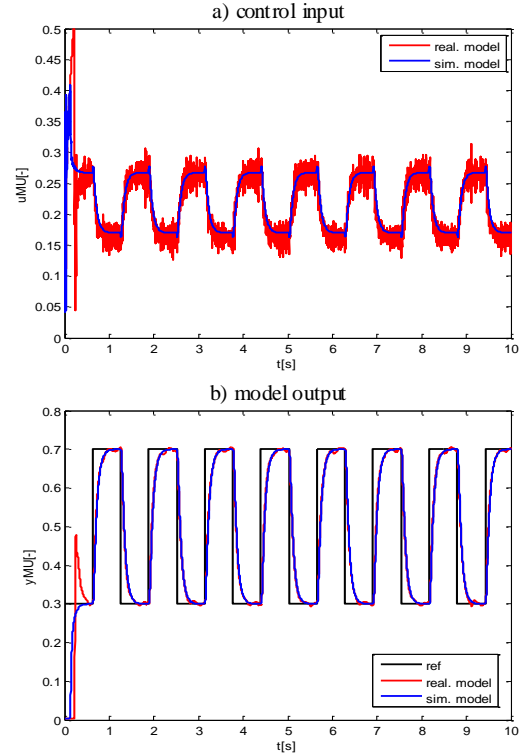 a) control input
0.5
real. model
0.45
sim. model
0.4
0.35
0.3
uMU[-]
0.25
0.2
0.15
0.1
0.05
0
0 1 2 3 4 5 6 7 8 9 10
t[s]
b) model output
0.8
0.7
0.6
0.5
yMU[-]
0.4
0.3
0.2
ref
0.1
real. model
sim. model
0
0 1 2 3 4 5 6 7 8 9 10
t[s]